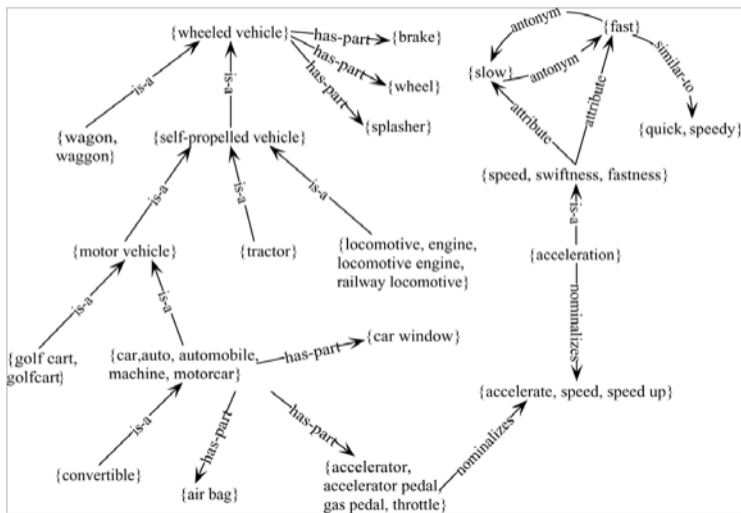 {wheeled vehicle}
has-part
{brake}
has-part
{wheel}
has-part
{splasher}
is-a
is-a
{wagon,
waggon}
{self-propelled vehicle}
is-a
is-a
is-a
{motor vehicle}
{tractor}
{locomotive, engine,
locomotive engine,
railway locomotive}
is-a
is-a
{golf cart,
golfcart}
{car,auto, automobile,
machine, motorcar}
has-part
{car window}
is-a
has-part
has-part
{convertible}
{air bag}
{accelerator,
accelerator pedal,
gas pedal, throttle}
nominalizes
antonym
{fast}
{slow}
antonym
similar-to
attribute
attribute
{quick, speedy}
{speed, swiftness, fastness}
is-a
{acceleration}
nominalizes
{accelerate, speed, speed up}